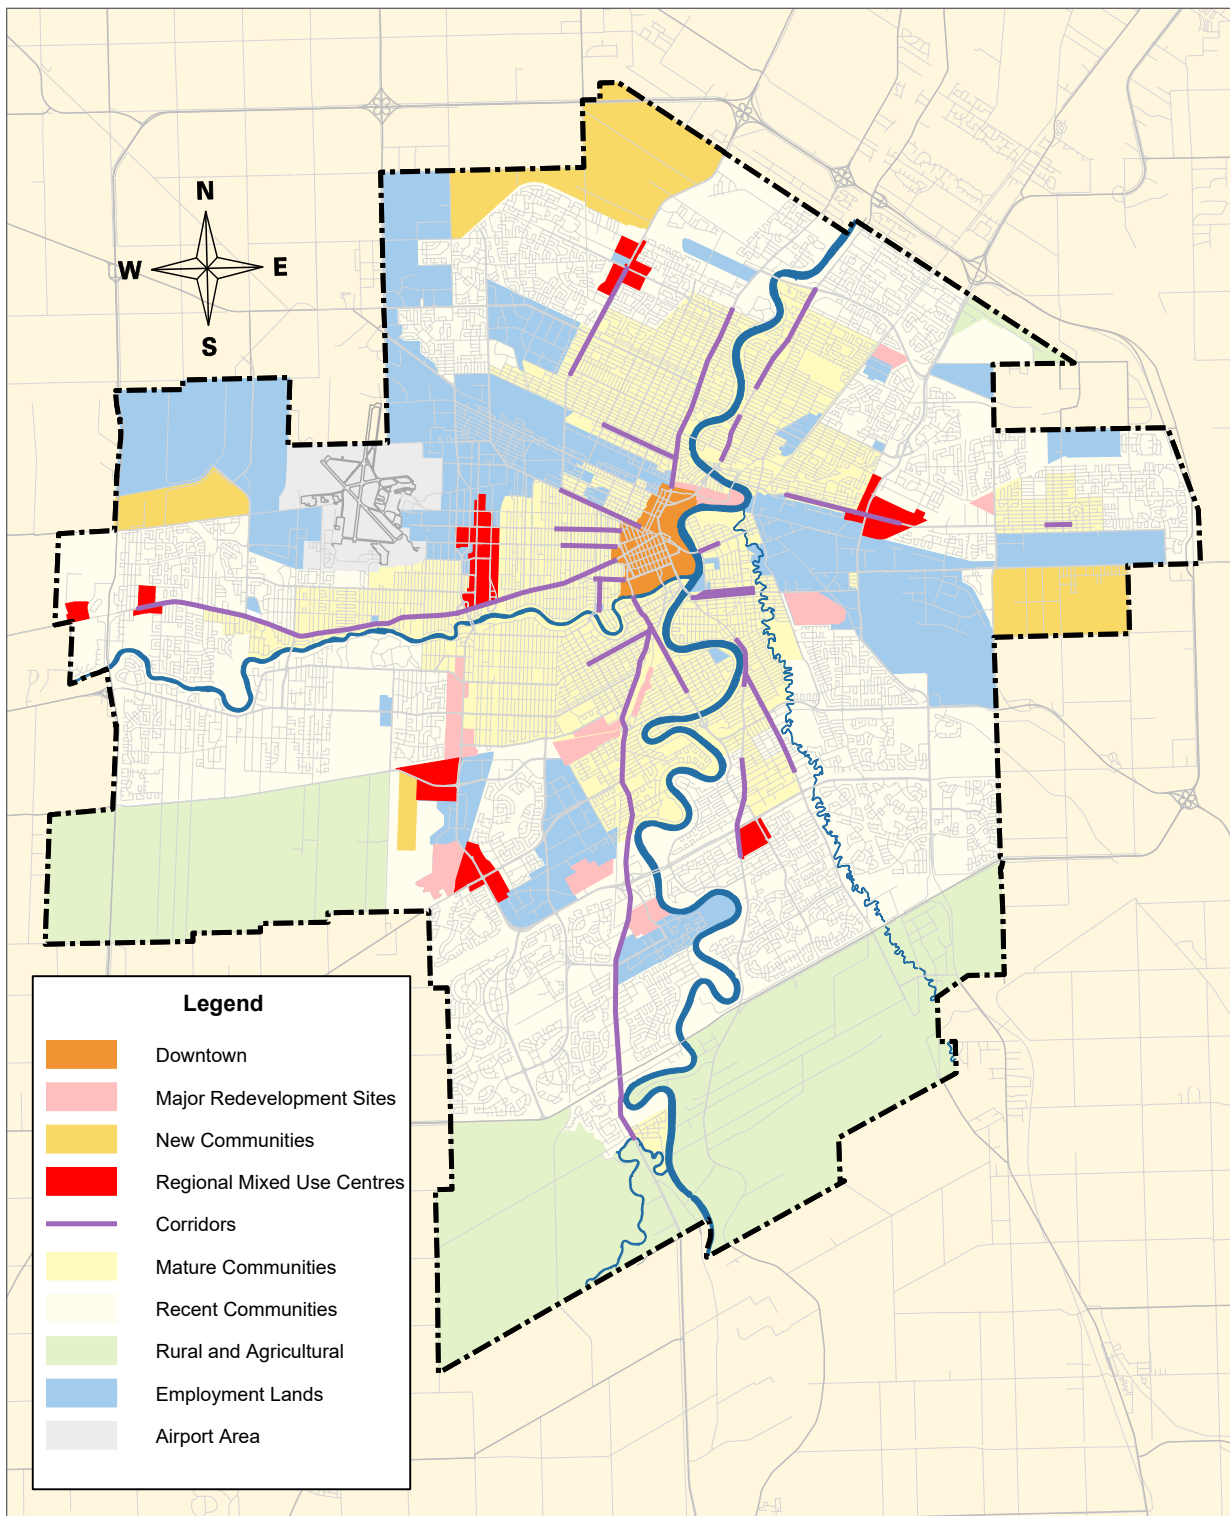 N
W
E
S
Legend
Downtown
Major Redevelopment Sites
New Communities
Regional Mixed Use Centres
Corridors
Mature Communities
Recent Communities
Rural and Agricultural
Employment Lands
Airport Area